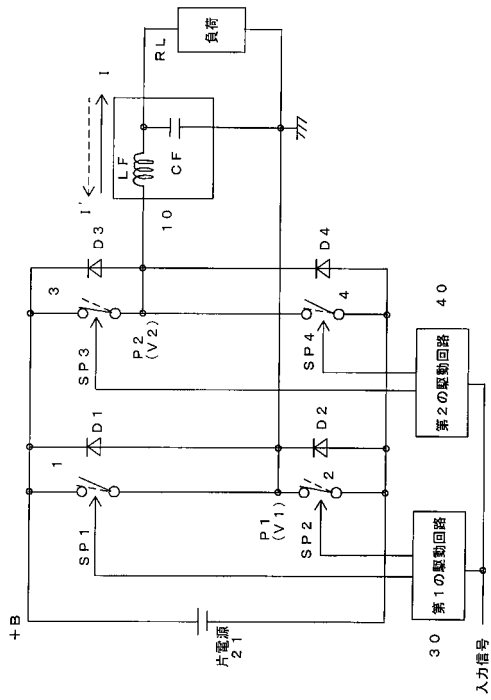 +B
片電源
21
SP1
1
D1
P1
(V1)
SP2
2
D2
SP3
3
D3
P2
(V2)
SP4
4
D4
I'
I
LF
CF
10
RL
負荷
30
第1の駆動回路
第2の駆動回路
40
入力信号